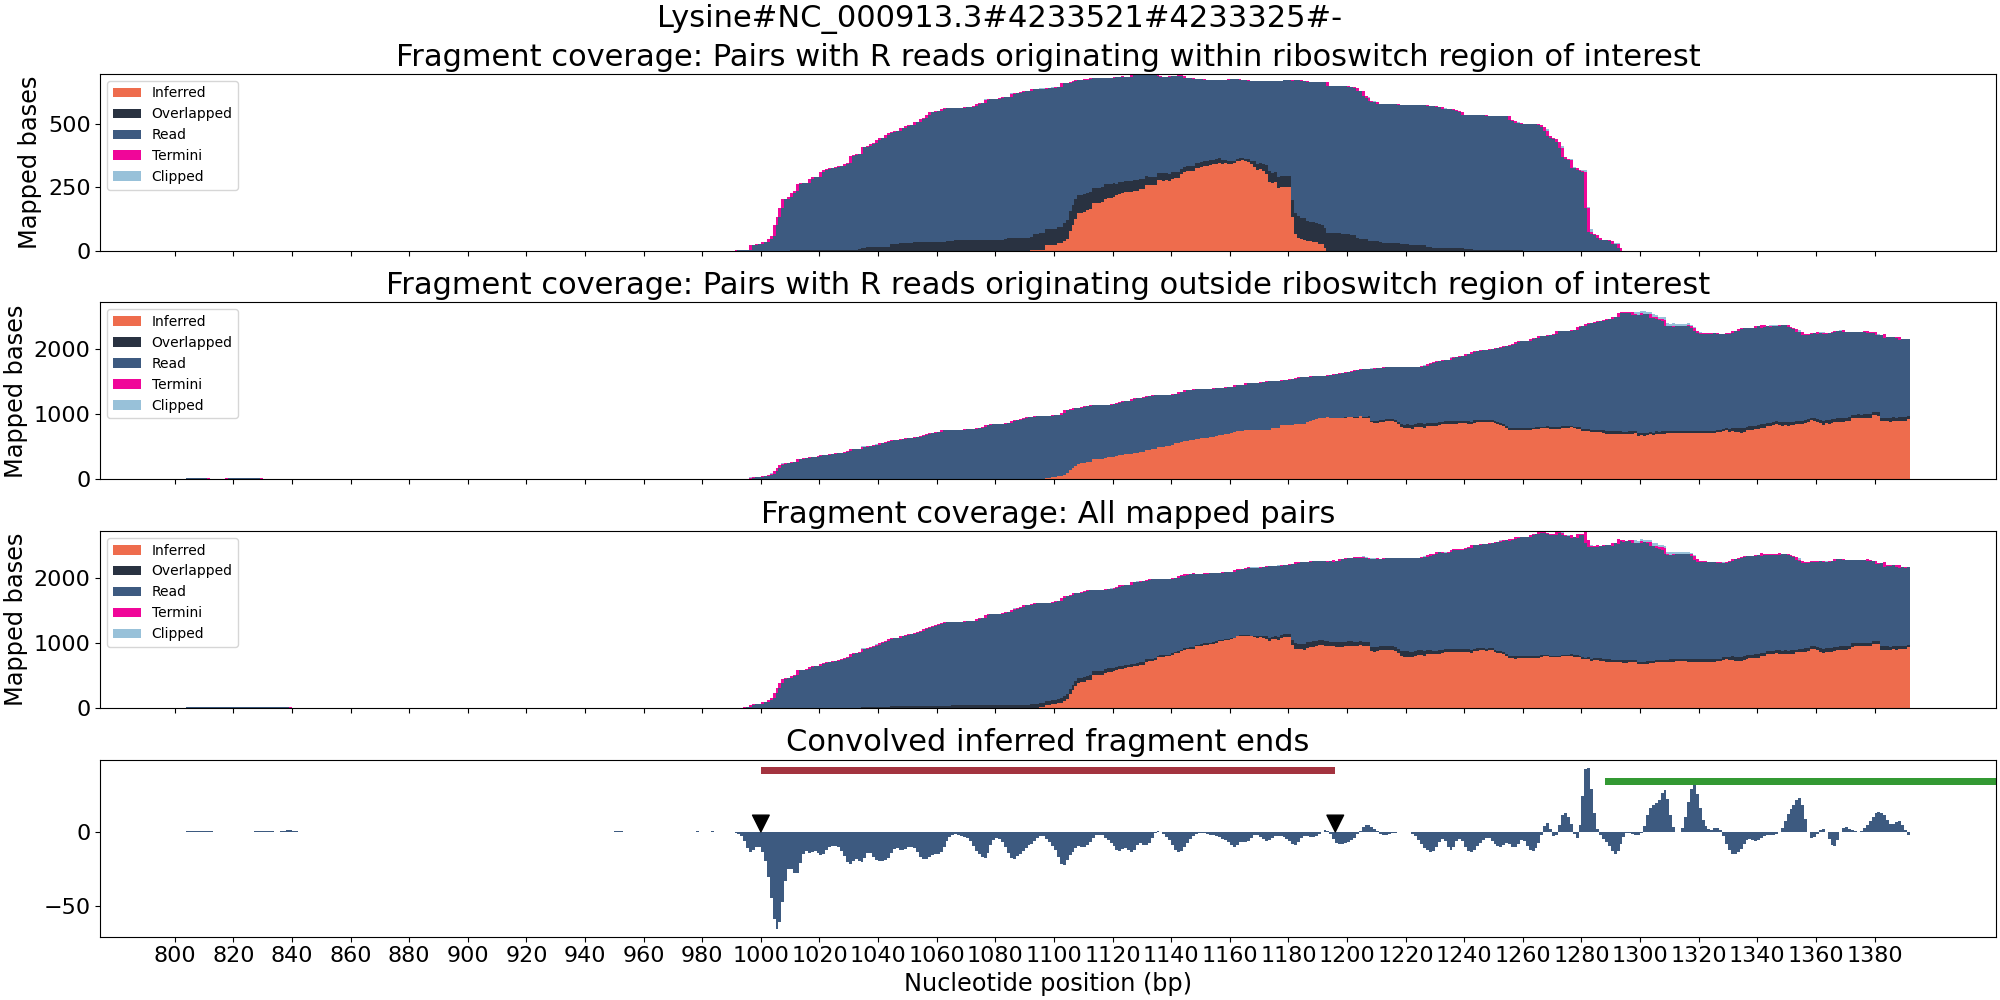 Lysine#NC_000913.3#4233521#4233325#-
Fragment coverage: Pairs with R reads originating within riboswitch region of interest
Mapped bases
500
250
0
Inferred
Overlapped
Read
Termini
Clipped
Fragment coverage: Pairs with R reads originating outside riboswitch region of interest
Mapped bases
2000
1000
0
Inferred
Overlapped
Read
Termini
Clipped
Fragment coverage: All mapped pairs
Mapped bases
2000
1000
0
Inferred
Overlapped
Read
Termini
Clipped
Convolved inferred fragment ends
0
−50
800 820 840 860 880 900 920 940 960 980 1000 1020 1040 1060 1080 1100 1120 1140 1160 1180 1200 1220 1240 1260 1280 1300 1320 1340 1360 1380
Nucleotide position (bp)